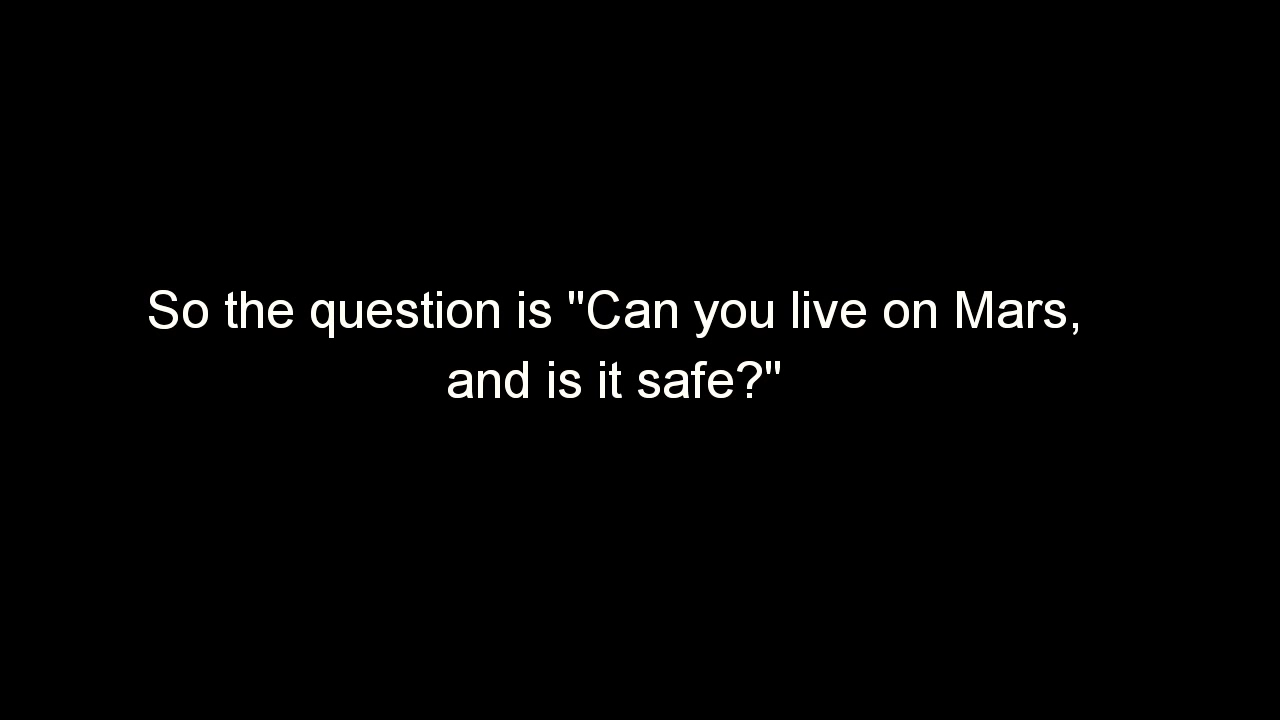 So the question is "Can you live on Mars,
and is it safe?"